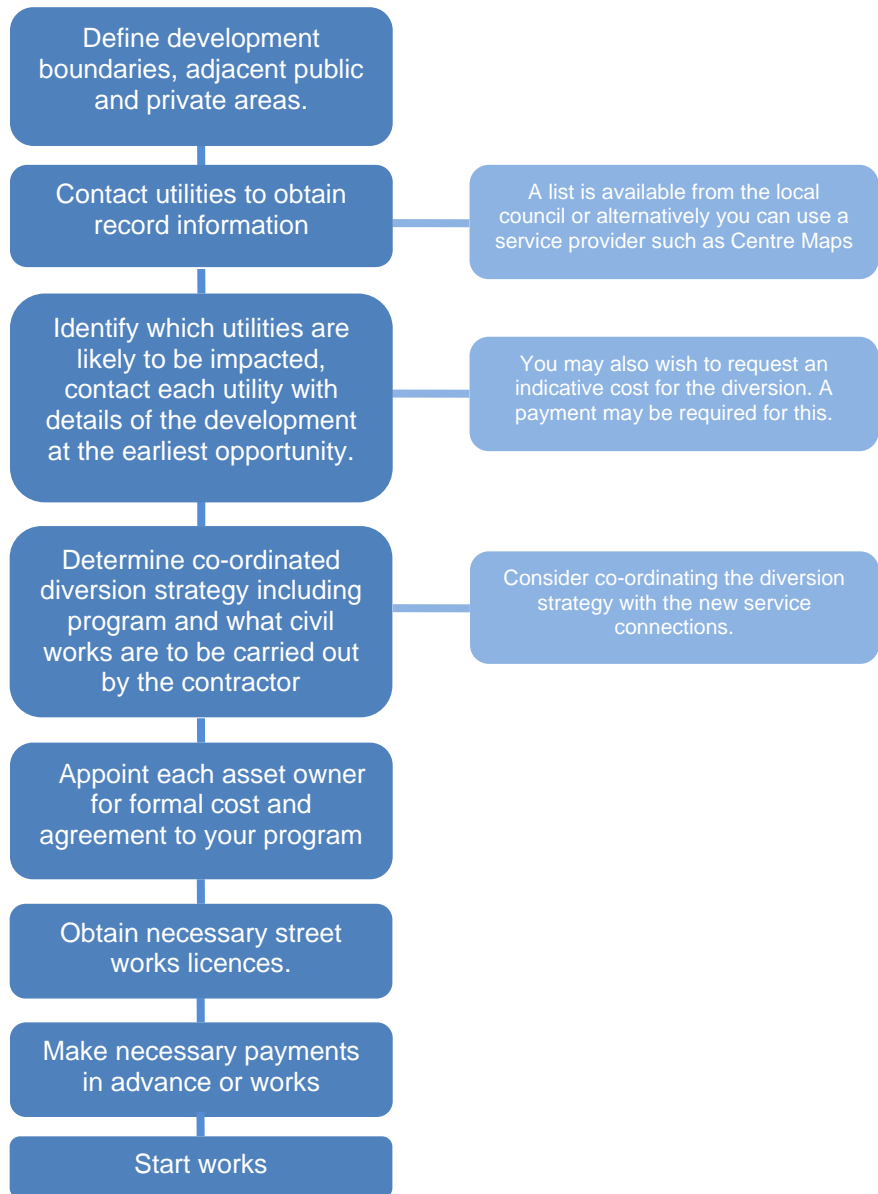 Define development
boundaries, adjacent public
and private areas.
Contact utilities to obtain
record information
A list is available from the local
council or alternatively you can use a
service provider such as Centre Maps
Identify which utilities are
likely to be impacted,
contact each utility with
details of the development
at the earliest opportunity.
You may also wish to request an
indicative cost for the diversion. A
payment may be required for this.
Determine co-ordinated
diversion strategy including
program and what civil
works are to be carried out
by the contractor
Consider co-ordinating the diversion
strategy with the new service
connections.
Appoint each asset owner
for formal cost and
agreement to your program
Obtain necessary street
works licences.
Make necessary payments
in advance or works
Start works